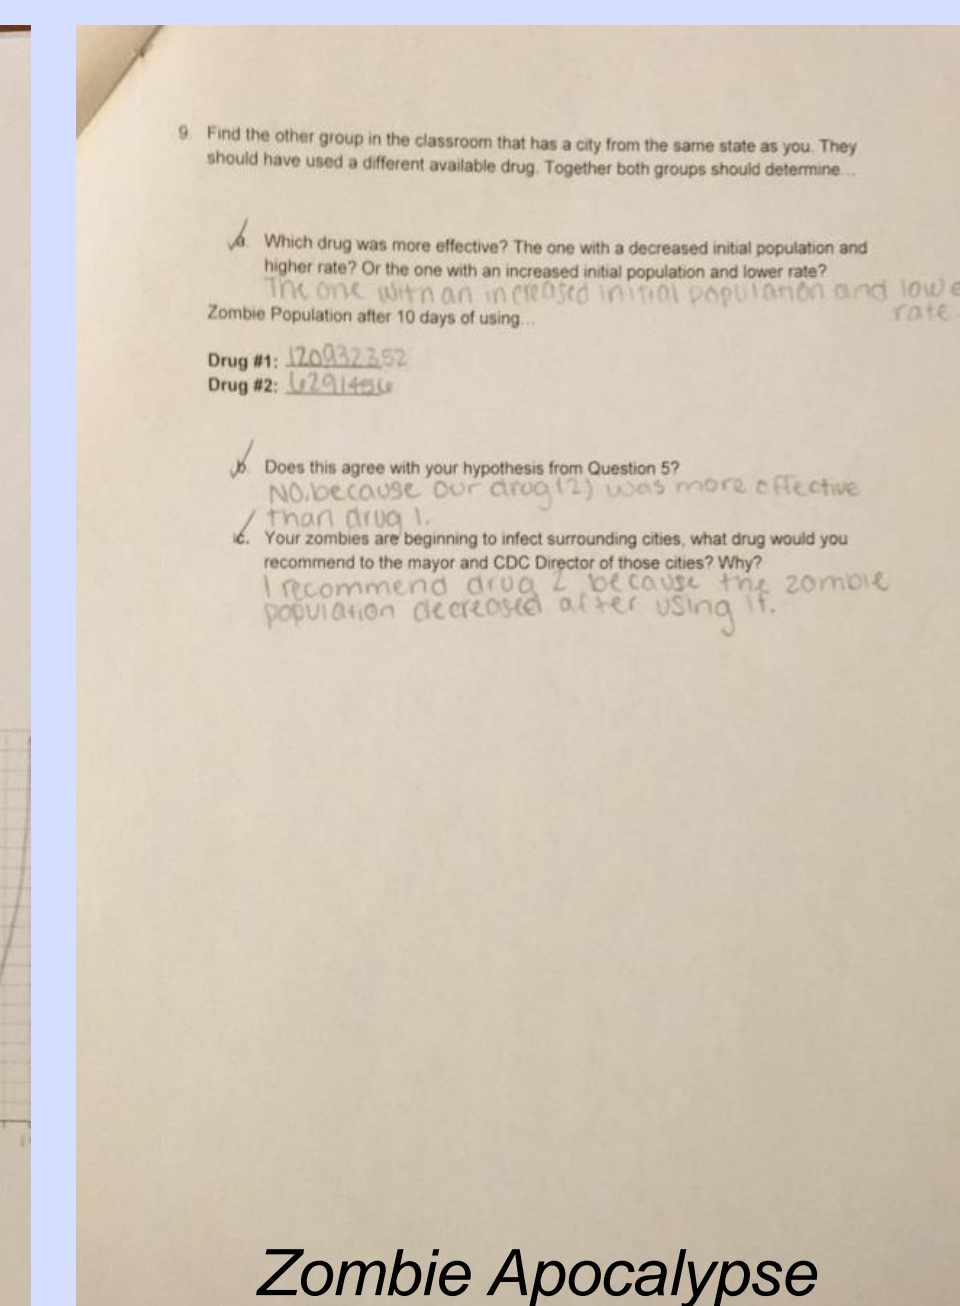 9. Find the other group in the classroom that has a city from the same state as you. They
should have used a different available drug. Together both groups should determine...
a. Which drug was more effective? The one with a decreased initial population and
higher rate? Or the one with an increased initial population and lower rate?
The one with an increased initial population and lowe
rate
Zombie Population after 10 days of using...
Drug #1: 120932352
Drug #2: 6291456
b. Does this agree with your hypothesis from Question 5?
NO, because our drug (2) was more effective
than drug 1.
c. Your zombies are beginning to infect surrounding cities, what drug would you
recommend to the mayor and CDC Director of those cities? Why?
I recommend drug 2 because the zombie
population decreased after using it.
Zombie Apocalypse